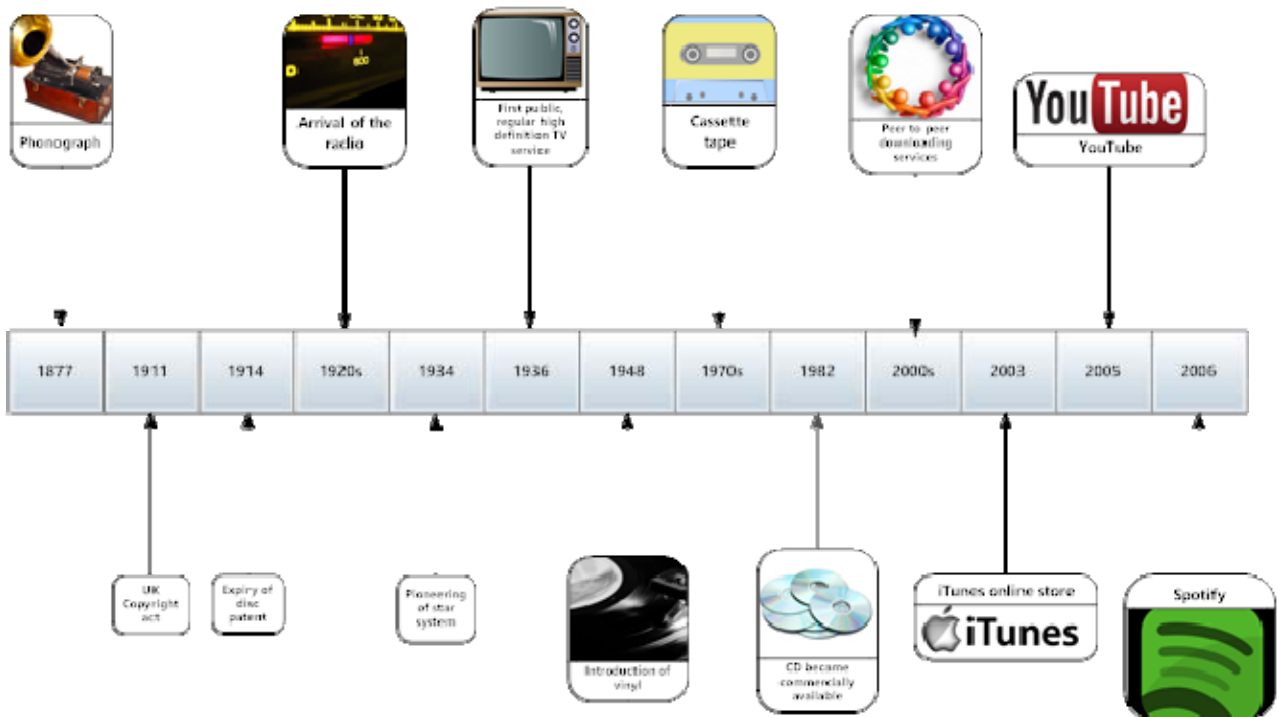 600
Phonograph
Arrival of the
radio
First public,
regular high
definition TV
service
Cassette
tape
Peer to peer
downloading
services
YouTube
YouTube
1877
1911
1914
1920s
1934
1936
1948
1970s
1982
2000s
2003
2005
2006
UK
Copyright
act
Expiry of
disc
patent
Pioneering
of star
system
Introduction of
vinyl
CD became
commercially
available
iTunes online store
iTunes
Spotify